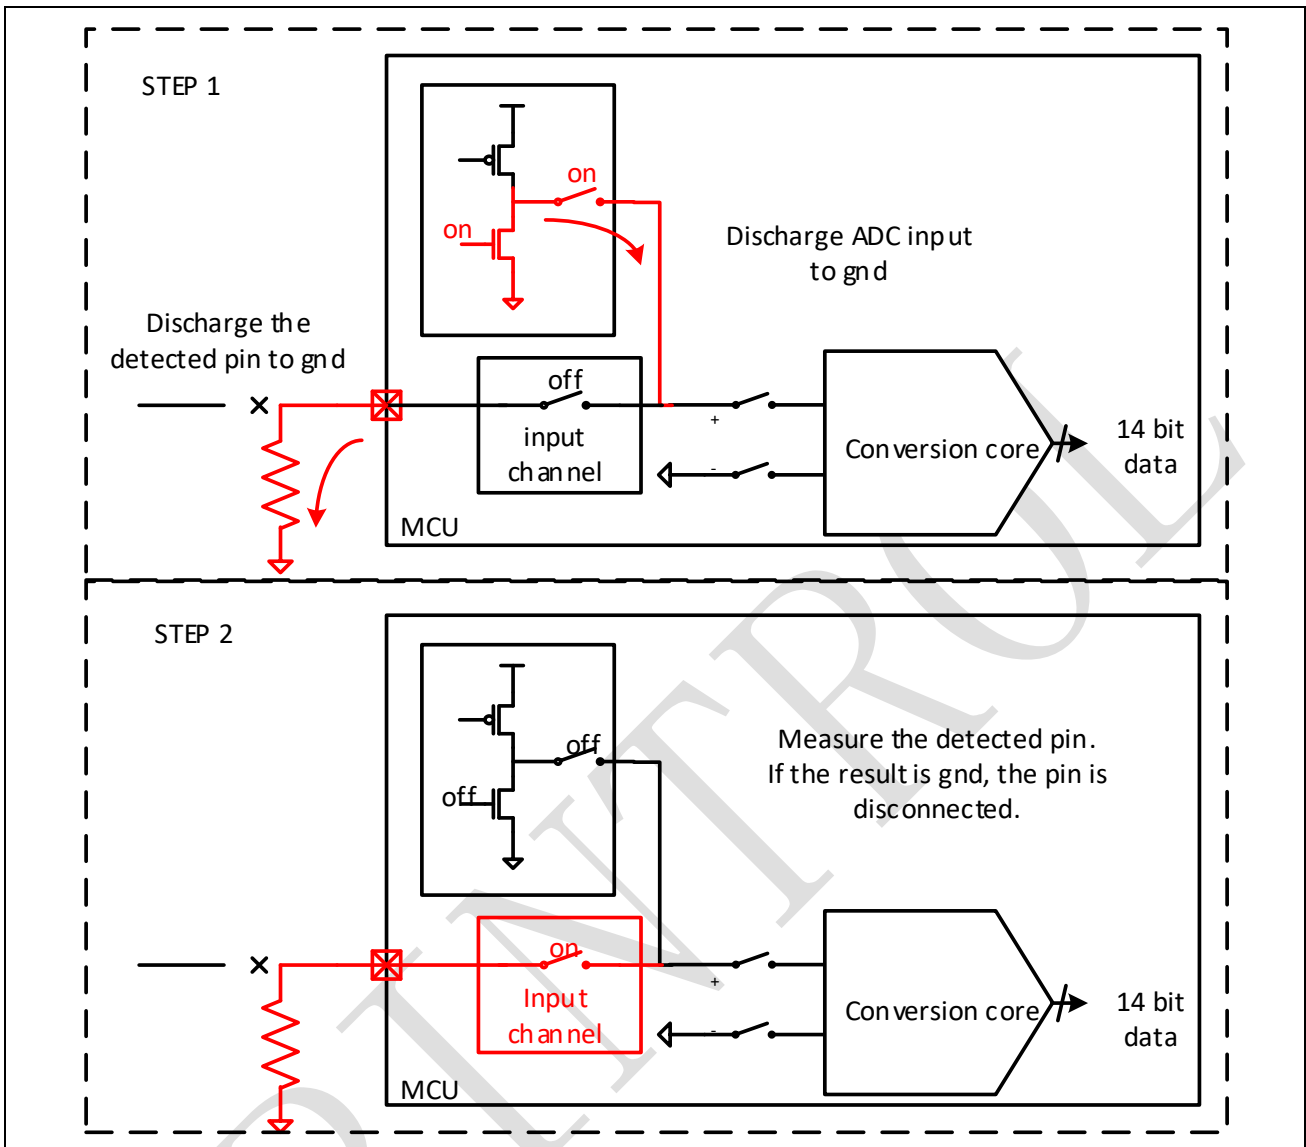 STEP 1
on
on
Discharge ADC input
to gnd
Discharge the
detected pin to gnd
off
input
channel
+
-
Conversion core
14 bit
data
MCU
STEP 2
off
off
Measure the detected pin.
If the result is gnd, the pin is
disconnected.
on
Input
channel
+
-
Conversion core
14 bit
data
MCU